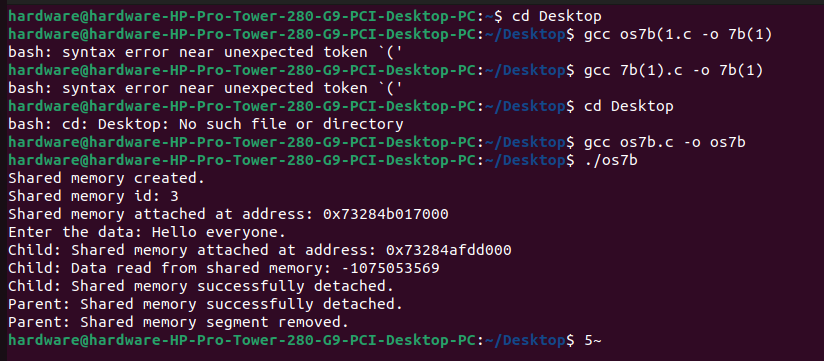 hardware@hardware-HP-Pro-Tower-280-G9-PCI-Desktop-PC:~$ cd Desktop
hardware@hardware-HP-Pro-Tower-280-G9-PCI-Desktop-PC:~/Desktop$ gcc os7b(1.c -o 7b(1)
bash: syntax error near unexpected token `('
hardware@hardware-HP-Pro-Tower-280-G9-PCI-Desktop-PC:~/Desktop$ gcc 7b(1).c -o 7b(1)
bash: syntax error near unexpected token `('
hardware@hardware-HP-Pro-Tower-280-G9-PCI-Desktop-PC:~/Desktop$ cd Desktop
bash: cd: Desktop: No such file or directory
hardware@hardware-HP-Pro-Tower-280-G9-PCI-Desktop-PC:~/Desktop$ gcc os7b.c -o os7b
hardware@hardware-HP-Pro-Tower-280-G9-PCI-Desktop-PC:~/Desktop$ ./os7b
Shared memory created.
Shared memory id: 3
Shared memory attached at address: 0x73284b017000
Enter the data: Hello everyone.
Child: Shared memory attached at address: 0x73284afdd000
Child: Data read from shared memory: -1075053569
Child: Shared memory successfully detached.
Parent: Shared memory successfully detached.
Parent: Shared memory segment removed.
hardware@hardware-HP-Pro-Tower-280-G9-PCI-Desktop-PC:~/Desktop$ 5~